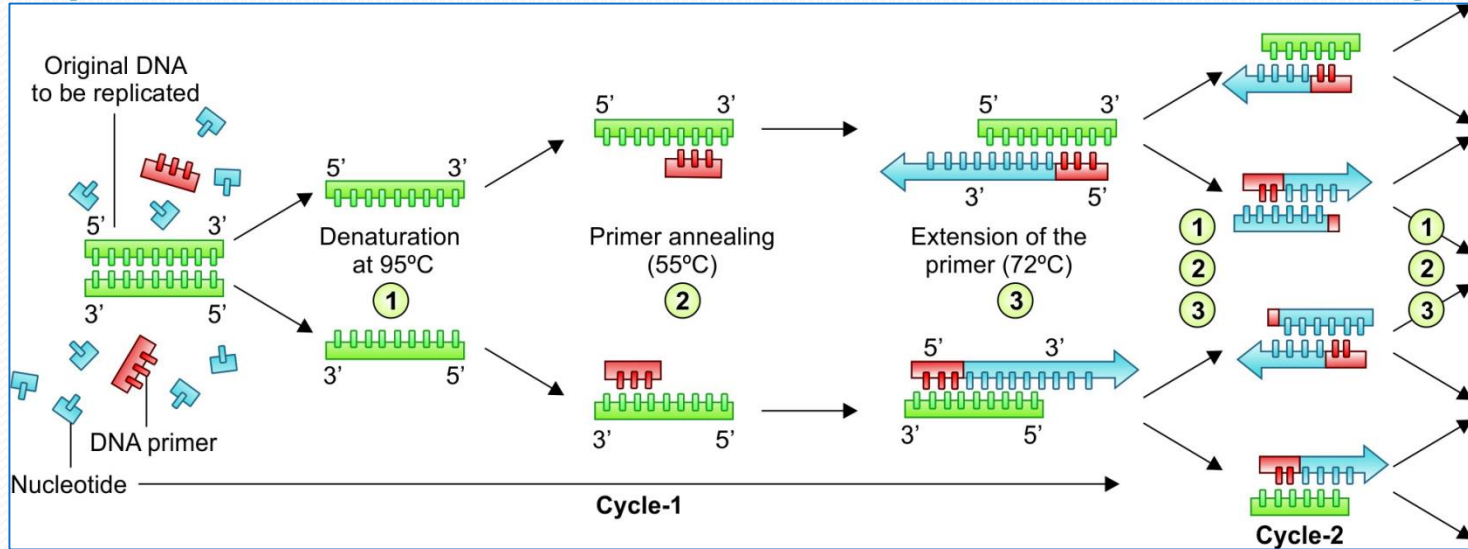 Original DNA
to be replicated
5’ 3’
3’ 5’
DNA primer
Nucleotide
5’ 3’
Denaturation
at 95ºC
1
3’ 5’
5’ 3’
Primer annealing
(55ºC)
2
3’ 5’
5’ 3’
3’ 5’
Extension of the
primer (72ºC)
3
5’ 3’
3’ 5’
Cycle-1
1
2
3
Cycle-2
1
2
3